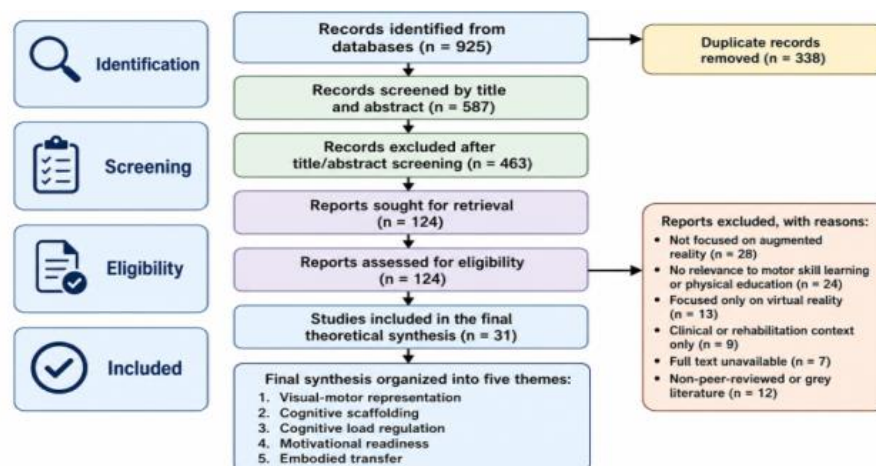 Identification
Screening
Eligibility
Included
Records identified from
databases (n = 925)
Duplicate records
removed (n = 338)
Records screened by title
and abstract (n = 587)
Records excluded after
title/abstract screening (n = 463)
Reports sought for retrieval
(n = 124)
Reports assessed for eligibility
(n = 124)
Reports excluded, with reasons:
• Not focused on augmented
reality (n = 28)
• No relevance to motor skill learning
or physical education (n = 24)
• Focused only on virtual reality
(n = 13)
• Clinical or rehabilitation context
only (n = 9)
• Full text unavailable (n = 7)
• Non-peer-reviewed or grey
literature (n = 12)
Studies included in the final
theoretical synthesis (n = 31)
Final synthesis organized into five themes:
1. Visual-motor representation
2. Cognitive scaffolding
3. Cognitive load regulation
4. Motivational readiness
5. Embodied transfer